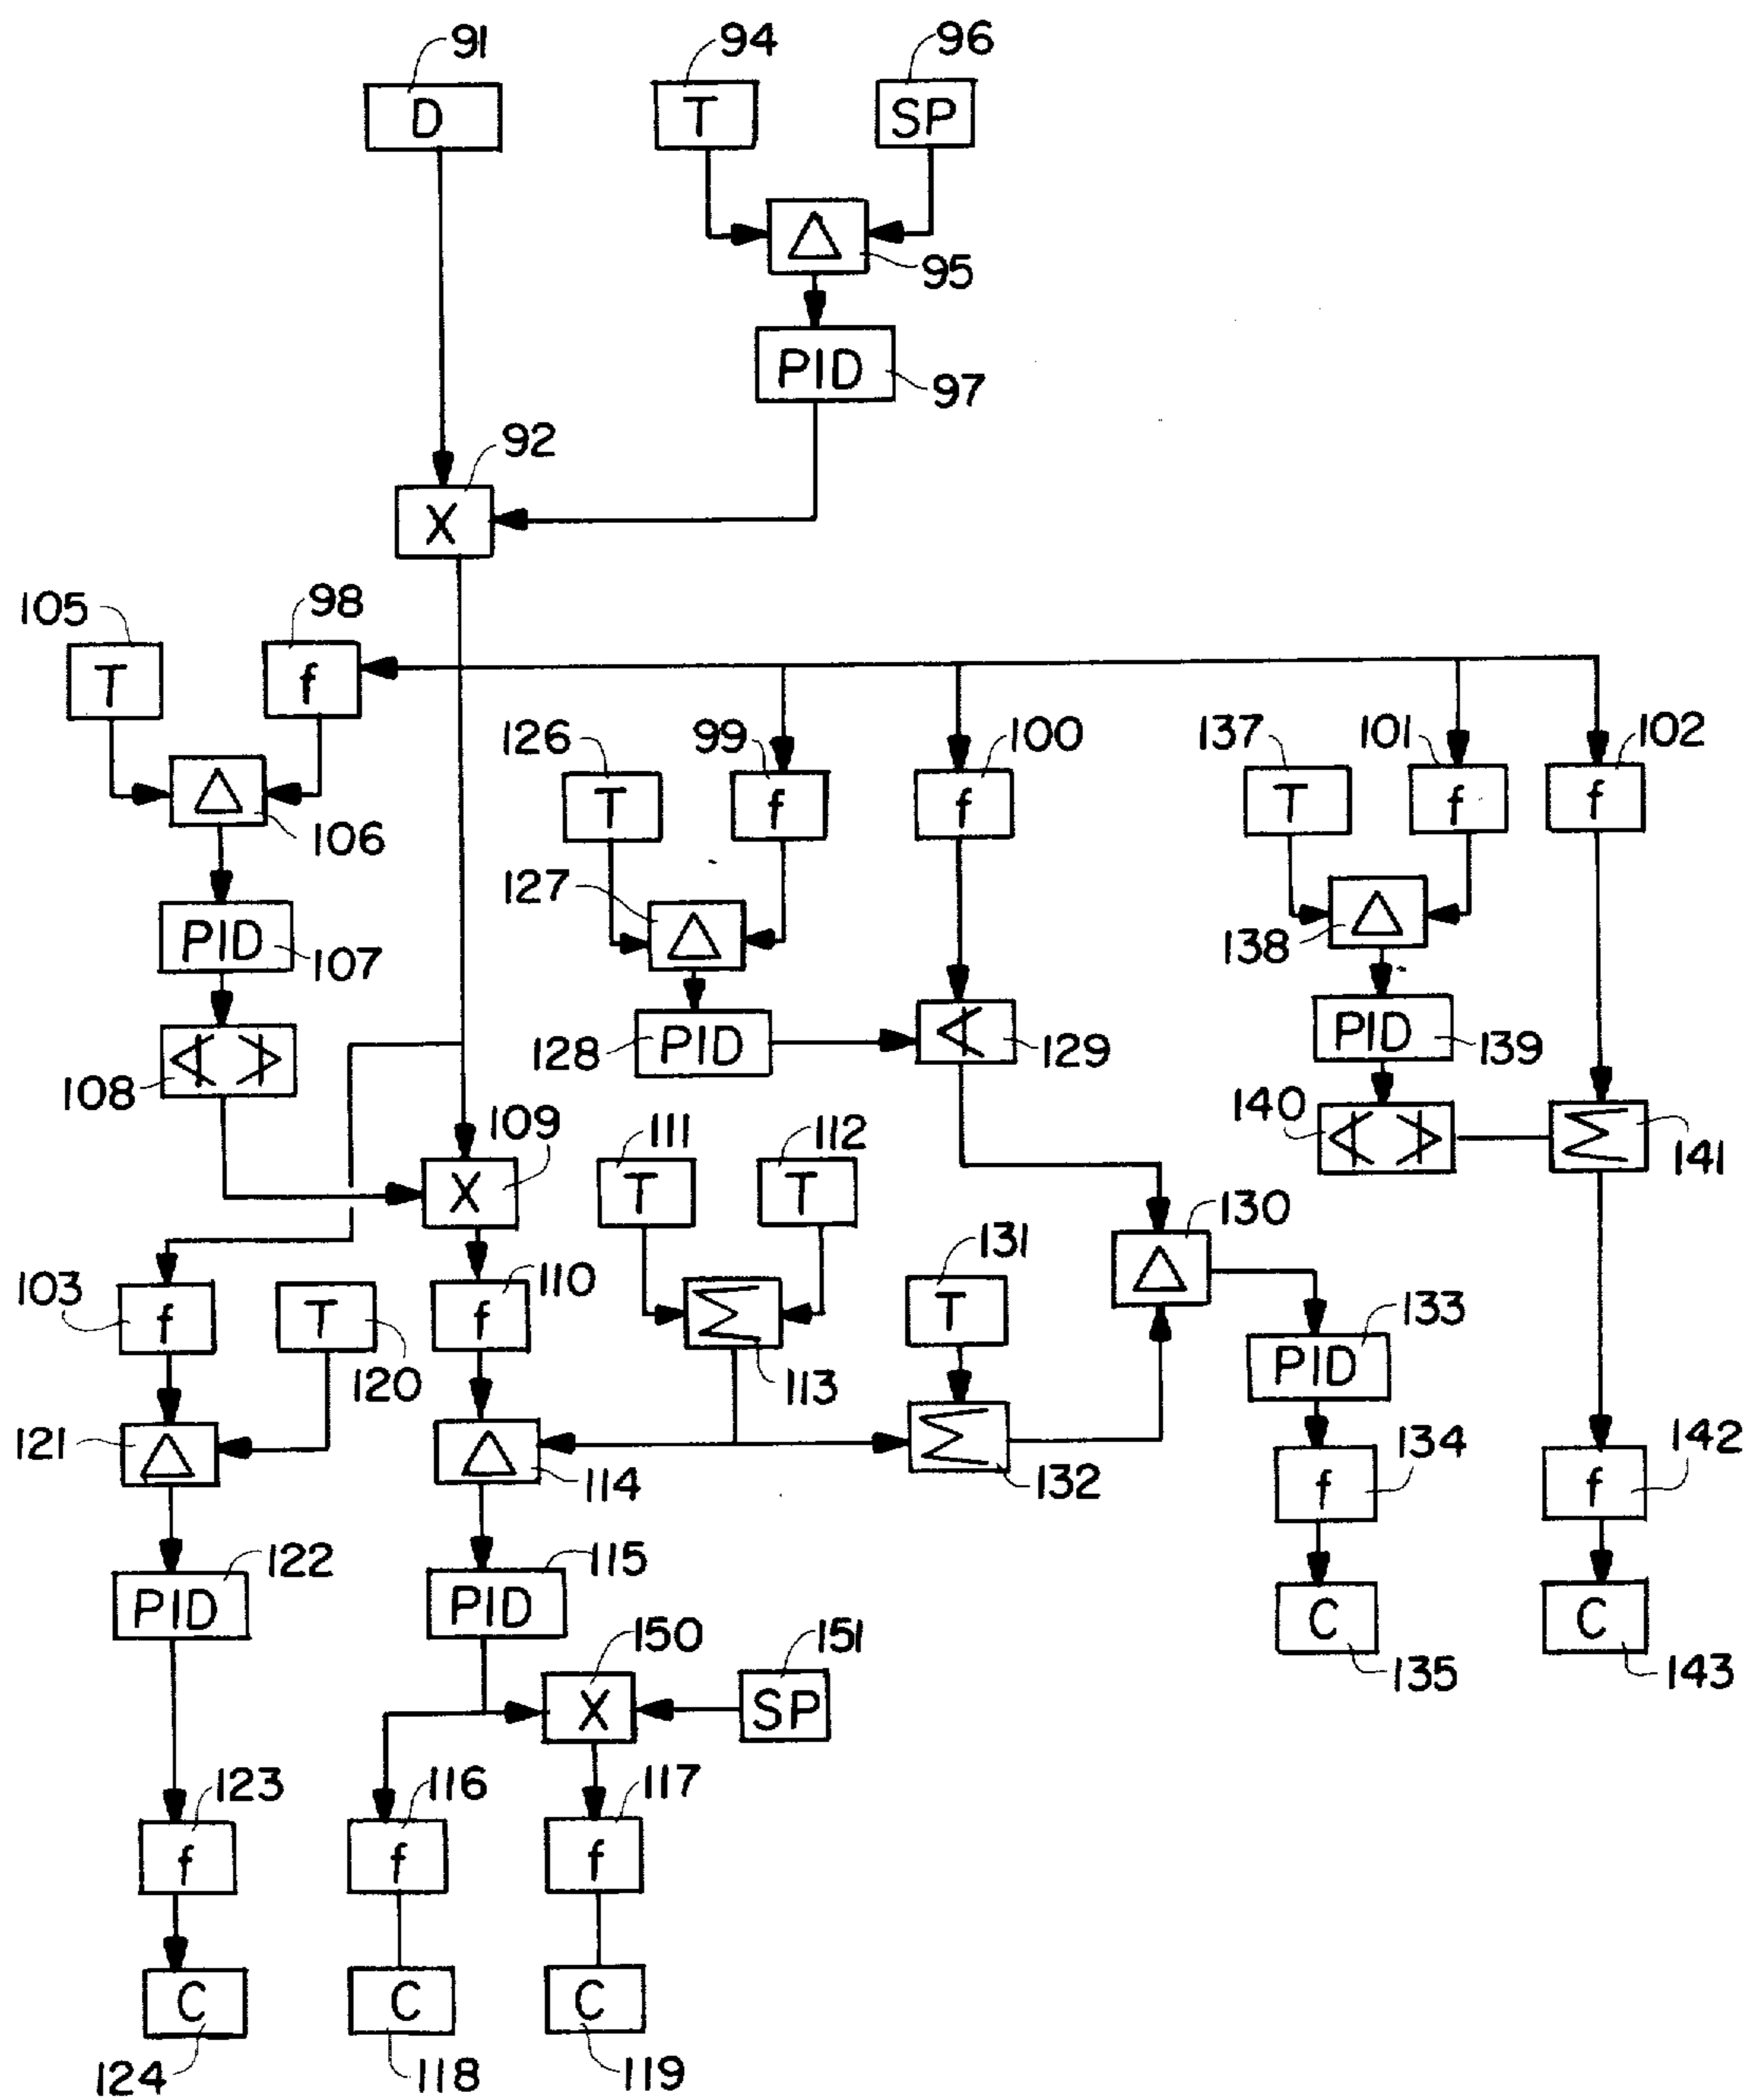 91
94
96
D
T
SP
△
95
PID
97
92
X
105
98
T
f
126
99
100
137
101
102
△
106
T
f
f
T
f
f
127
△
138
△
PID
107
128
PID
∢
129
PID
139
108
∢ ∢
140
∢ ∢
Σ
141
109
X
111
112
T
T
130
△
103
f
T
120
110
f
Σ
113
131
T
133
PID
121
△
△
114
Σ
132
134
f
142
f
122
PID
115
PID
150
X
151
SP
C
135
C
143
123
f
116
f
117
f
C
124
C
118
C
119